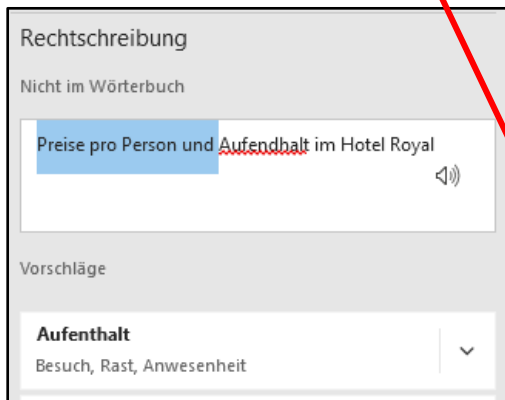 Rechtschreibung
Nicht im Wörterbuch
Preise pro Person und Aufendhalt im Hotel Royal
Vorschläge
Aufenthalt
Besuch, Rast, Anwesenheit